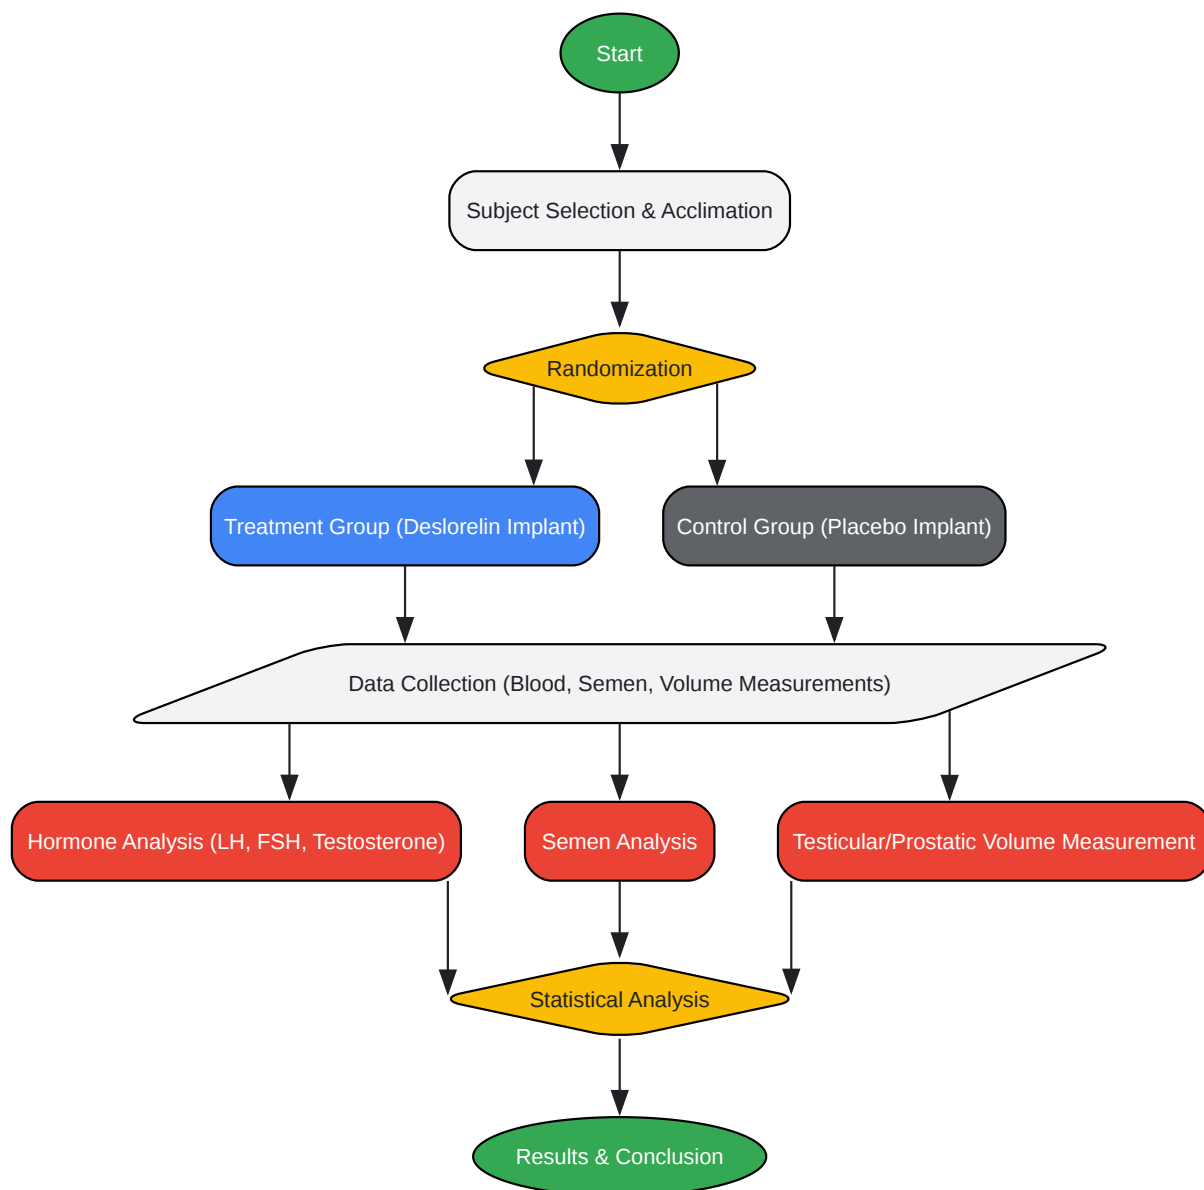 Start
Subject Selection & Acclimation
Randomization
Treatment Group (Deslorelin Implant)
Control Group (Placebo Implant)
Data Collection (Blood, Semen, Volume Measurements)
Hormone Analysis (LH, FSH, Testosterone)
Semen Analysis
Testicular/Prostatic Volume Measurement
Statistical Analysis
Results & Conclusion